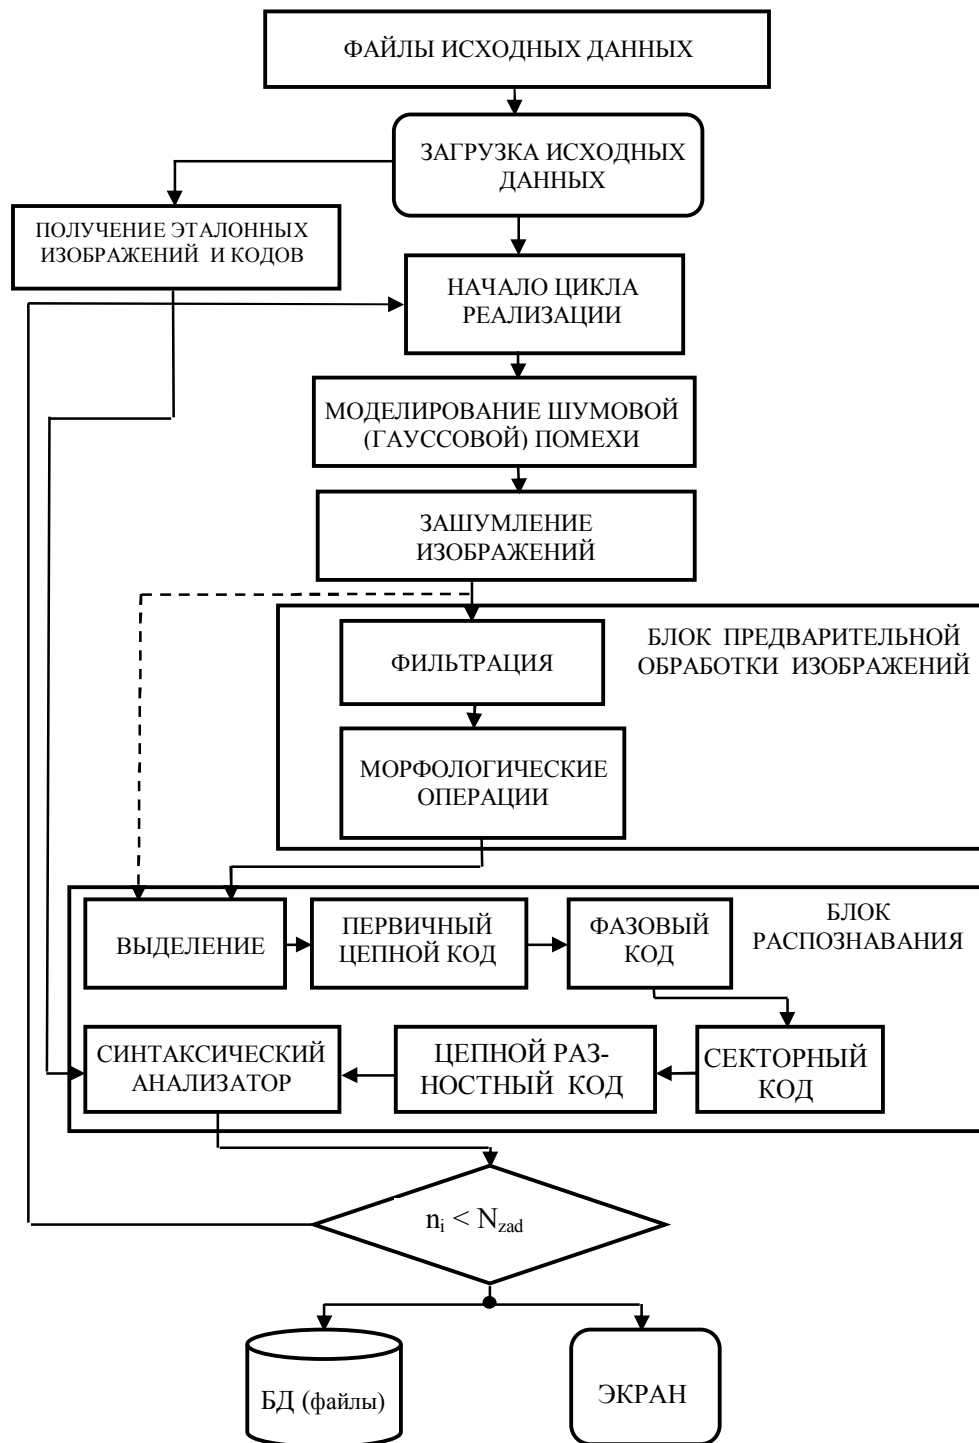 ФАЙЛЫ ИСХОДНЫХ ДАННЫХ
ЗАГРУЗКА ИСХОДНЫХ
ДАННЫХ
ПОЛУЧЕНИЕ ЭТАЛОННЫХ
ИЗОБРАЖЕНИЙ И КОДОВ
НАЧАЛО ЦИКЛА
РЕАЛИЗАЦИИ
МОДЕЛИРОВАНИЕ ШУМОВОЙ
(ГАУССОВОЙ) ПОМЕХИ
ЗАШУМЛЕНИЕ
ИЗОБРАЖЕНИЙ
БЛОК ПРЕДВАРИТЕЛЬНОЙ
ОБРАБОТКИ ИЗОБРАЖЕНИЙ
ФИЛЬТРАЦИЯ
МОРФОЛОГИЧЕСКИЕ
ОПЕРАЦИИ
ВЫДЕЛЕНИЕ
ПЕРВИЧНЫЙ
ЦЕПНОЙ КОД
ФАЗОВЫЙ
КОД
БЛОК
РАСПОЗНАВАНИЯ
СИНТАКСИЧЕСКИЙ
АНАЛИЗАТОР
ЦЕПНОЙ РАЗ-
НОСТНЫЙ КОД
СЕКТОРНЫЙ
КОД
nᵢ < Nzad
БД (файлы)
ЭКРАН